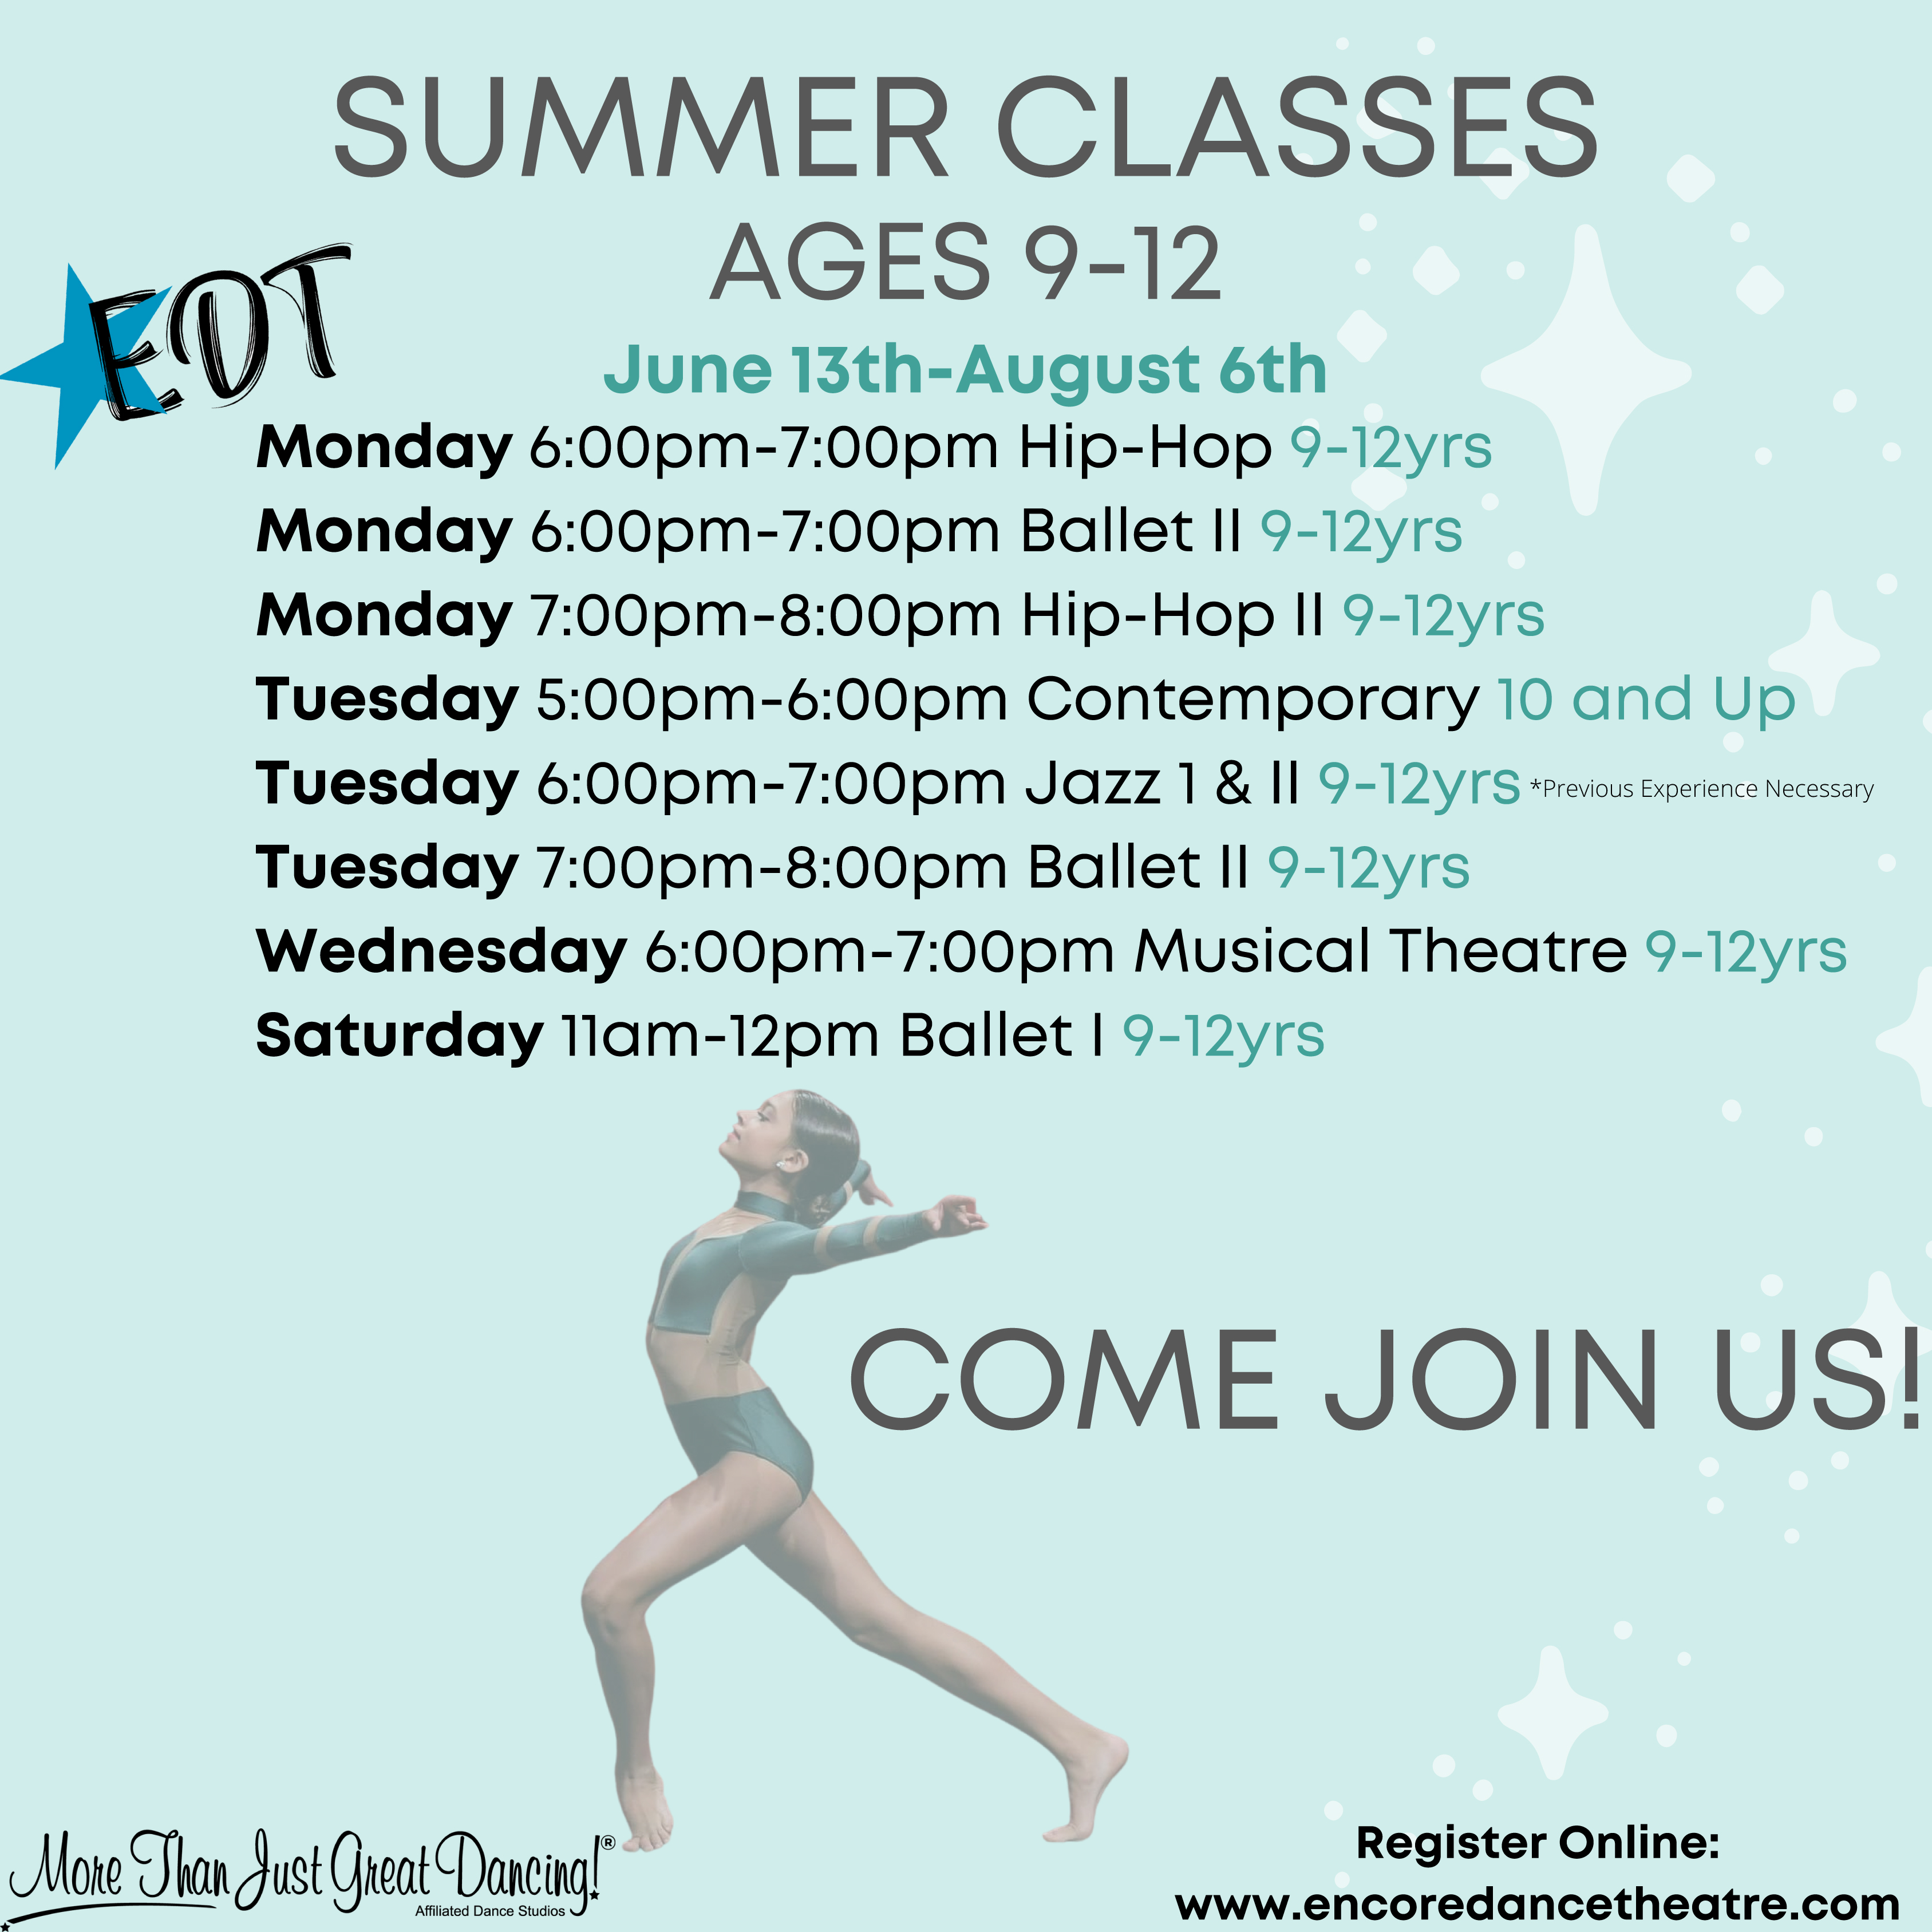 SUMMER CLASSES
AGES 9-12
EDT
June 13th-August 6th
Monday 6:00pm-7:00pm Hip-Hop 9-12yrs
Monday 6:00pm-7:00pm Ballet II 9-12yrs
Monday 7:00pm-8:00pm Hip-Hop II 9-12yrs
Tuesday 5:00pm-6:00pm Contemporary 10 and Up
Tuesday 6:00pm-7:00pm Jazz 1 & II 9-12yrs *Previous Experience Necessary
Tuesday 7:00pm-8:00pm Ballet II 9-12yrs
Wednesday 6:00pm-7:00pm Musical Theatre 9-12yrs
Saturday 11am-12pm Ballet I 9-12yrs
COME JOIN US!
More Than Just Great Dancing!®
Affiliated Dance Studios
Register Online:
www.encoredancetheatre.com